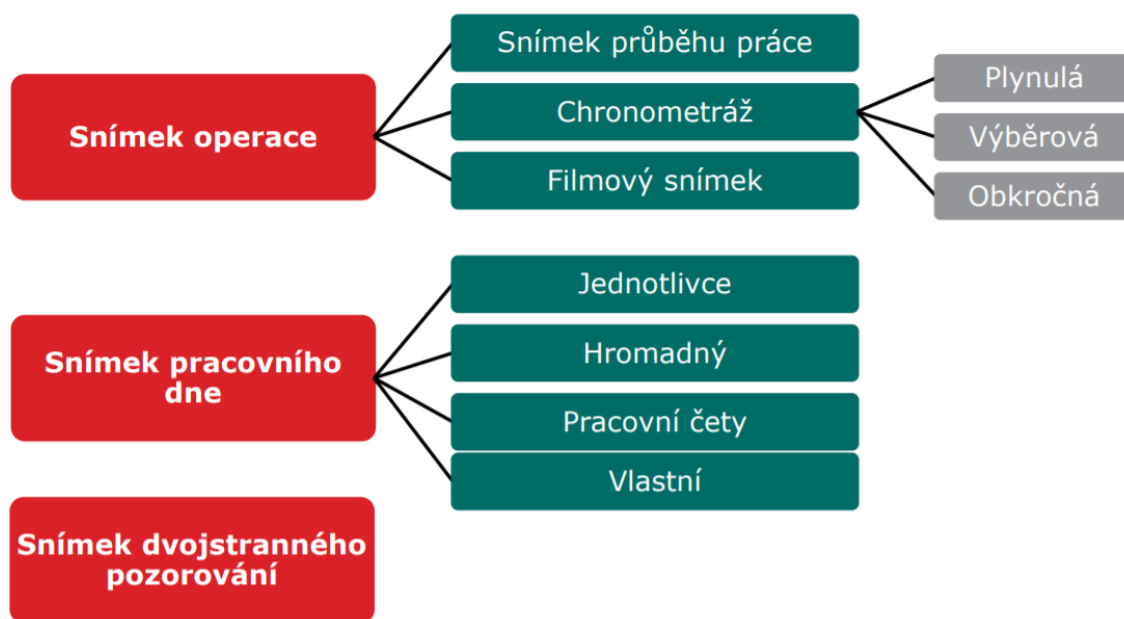 Snímek operace
Snímek průběhu práce
Chronometráž
Filmový snímek
Plynulá
Výběrová
Obkročná
Snímek pracovního
dne
Jednotlivce
Hromadný
Pracovní čety
Vlastní
Snímek dvojstranného
pozorování